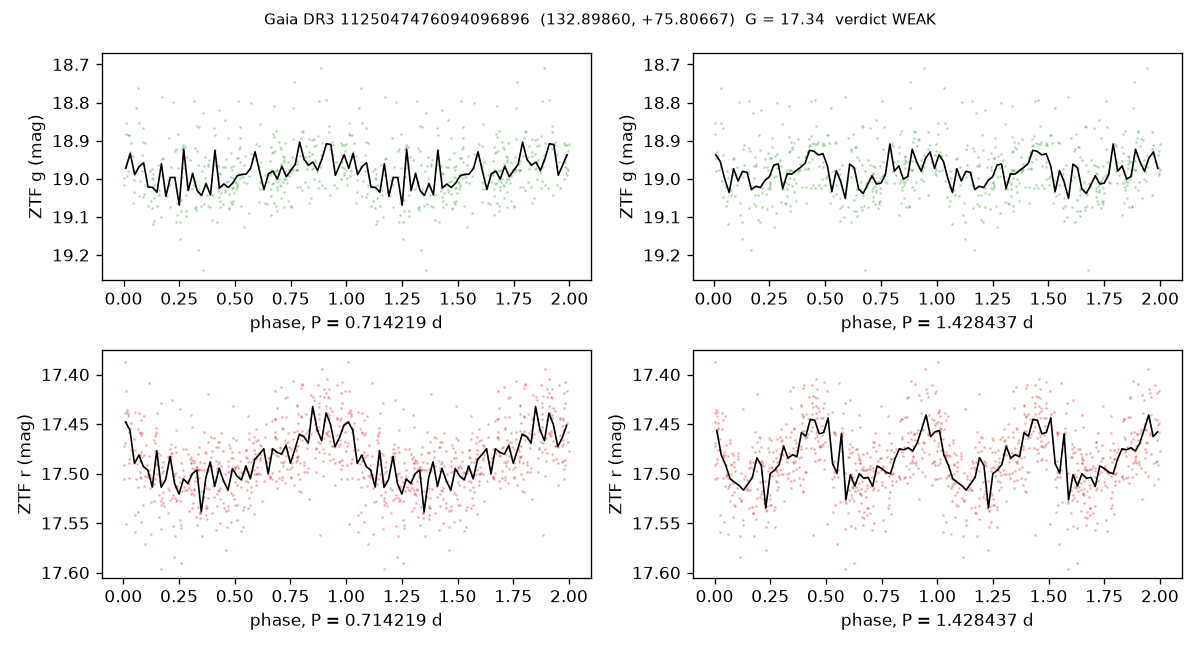 Gaia DR3 1125047476094096896  (132.89860, +75.80667)  G = 17.34  verdict WEAK
ZTF g (mag)
18.7
18.8
18.9
19.0
19.1
19.2
0.00 0.25 0.50 0.75 1.00 1.25 1.50 1.75 2.00
phase, P = 0.714219 d
ZTF g (mag)
18.7
18.8
18.9
19.0
19.1
19.2
0.00 0.25 0.50 0.75 1.00 1.25 1.50 1.75 2.00
phase, P = 1.428437 d
ZTF r (mag)
17.40
17.45
17.50
17.55
17.60
0.00 0.25 0.50 0.75 1.00 1.25 1.50 1.75 2.00
phase, P = 0.714219 d
ZTF r (mag)
17.40
17.45
17.50
17.55
17.60
0.00 0.25 0.50 0.75 1.00 1.25 1.50 1.75 2.00
phase, P = 1.428437 d